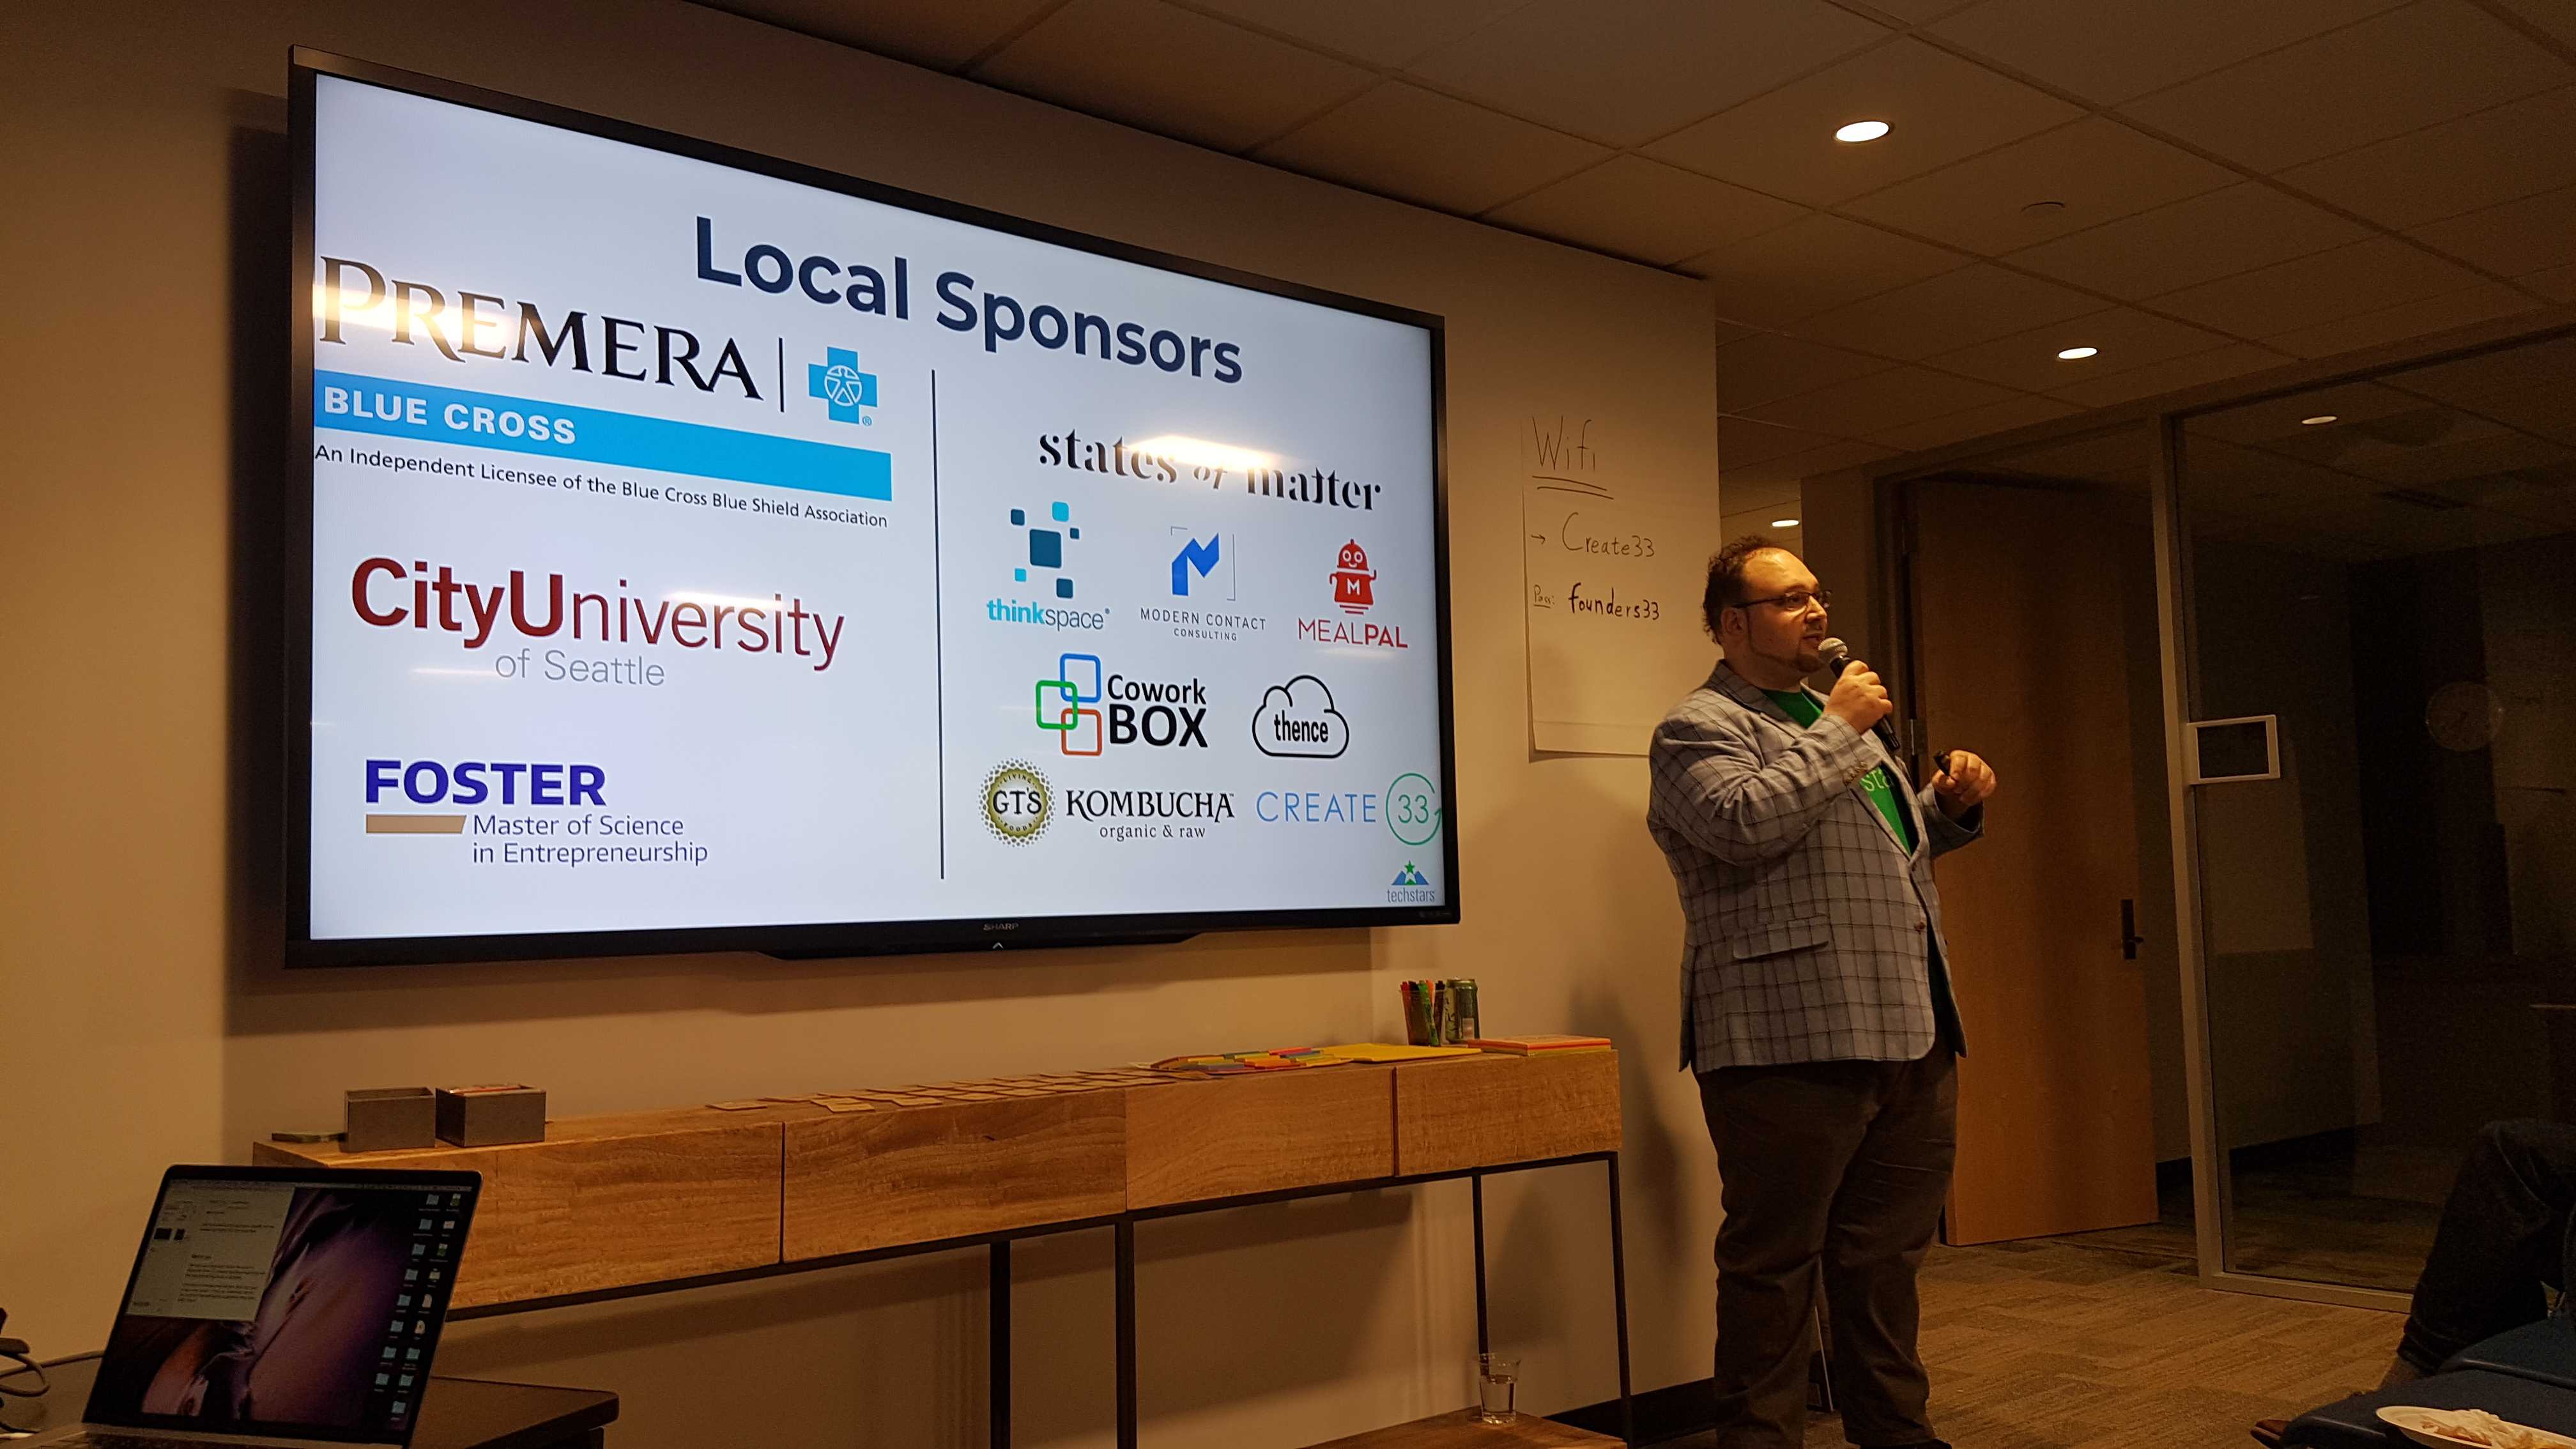 Local Sponsors
PREMERA
BLUE CROSS
®
An Independent Licensee of the Blue Cross Blue Shield Association
CityUniversity
of Seattle
FOSTER
Master of Science
in Entrepreneurship
states of matter
thinkspace®
M
MODERN CONTACT
CONSULTING
M
MEALPAL
Cowork
BOX
thence
GT'S
KOMBUCHA
organic & raw
CREATE 33
techstars
SHARP
Wifi
→ Create33
Pass: founders33